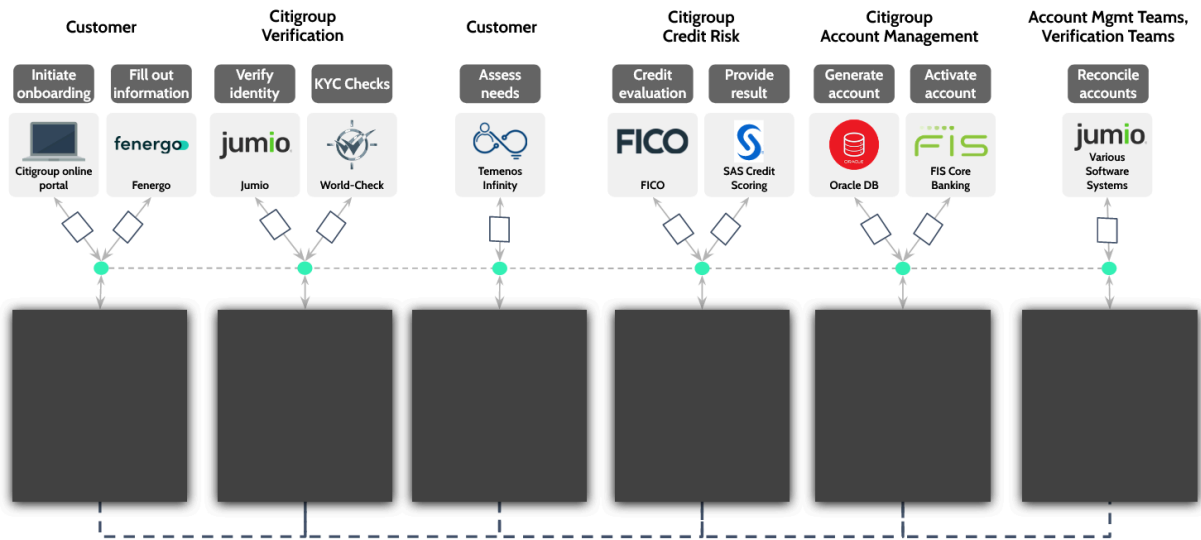 Customer
Citigroup
Verification
Customer
Citigroup
Credit Risk
Citigroup
Account Management
Account Mgmt Teams,
Verification Teams
Initiate
onboarding
Fill out
information
Verify
identity
KYC Checks
Assess
needs
Credit
evaluation
Provide
result
Generate
account
Activate
account
Reconcile
accounts
Citigroup online
portal
fenergo
Fenergo
jumio.
Jumio
World-Check
Temenos
Infinity
FICO
FICO
SAS Credit
Scoring
ORACLE
Oracle DB
FIS
FIS Core
Banking
jumio.
Various
Software
Systems